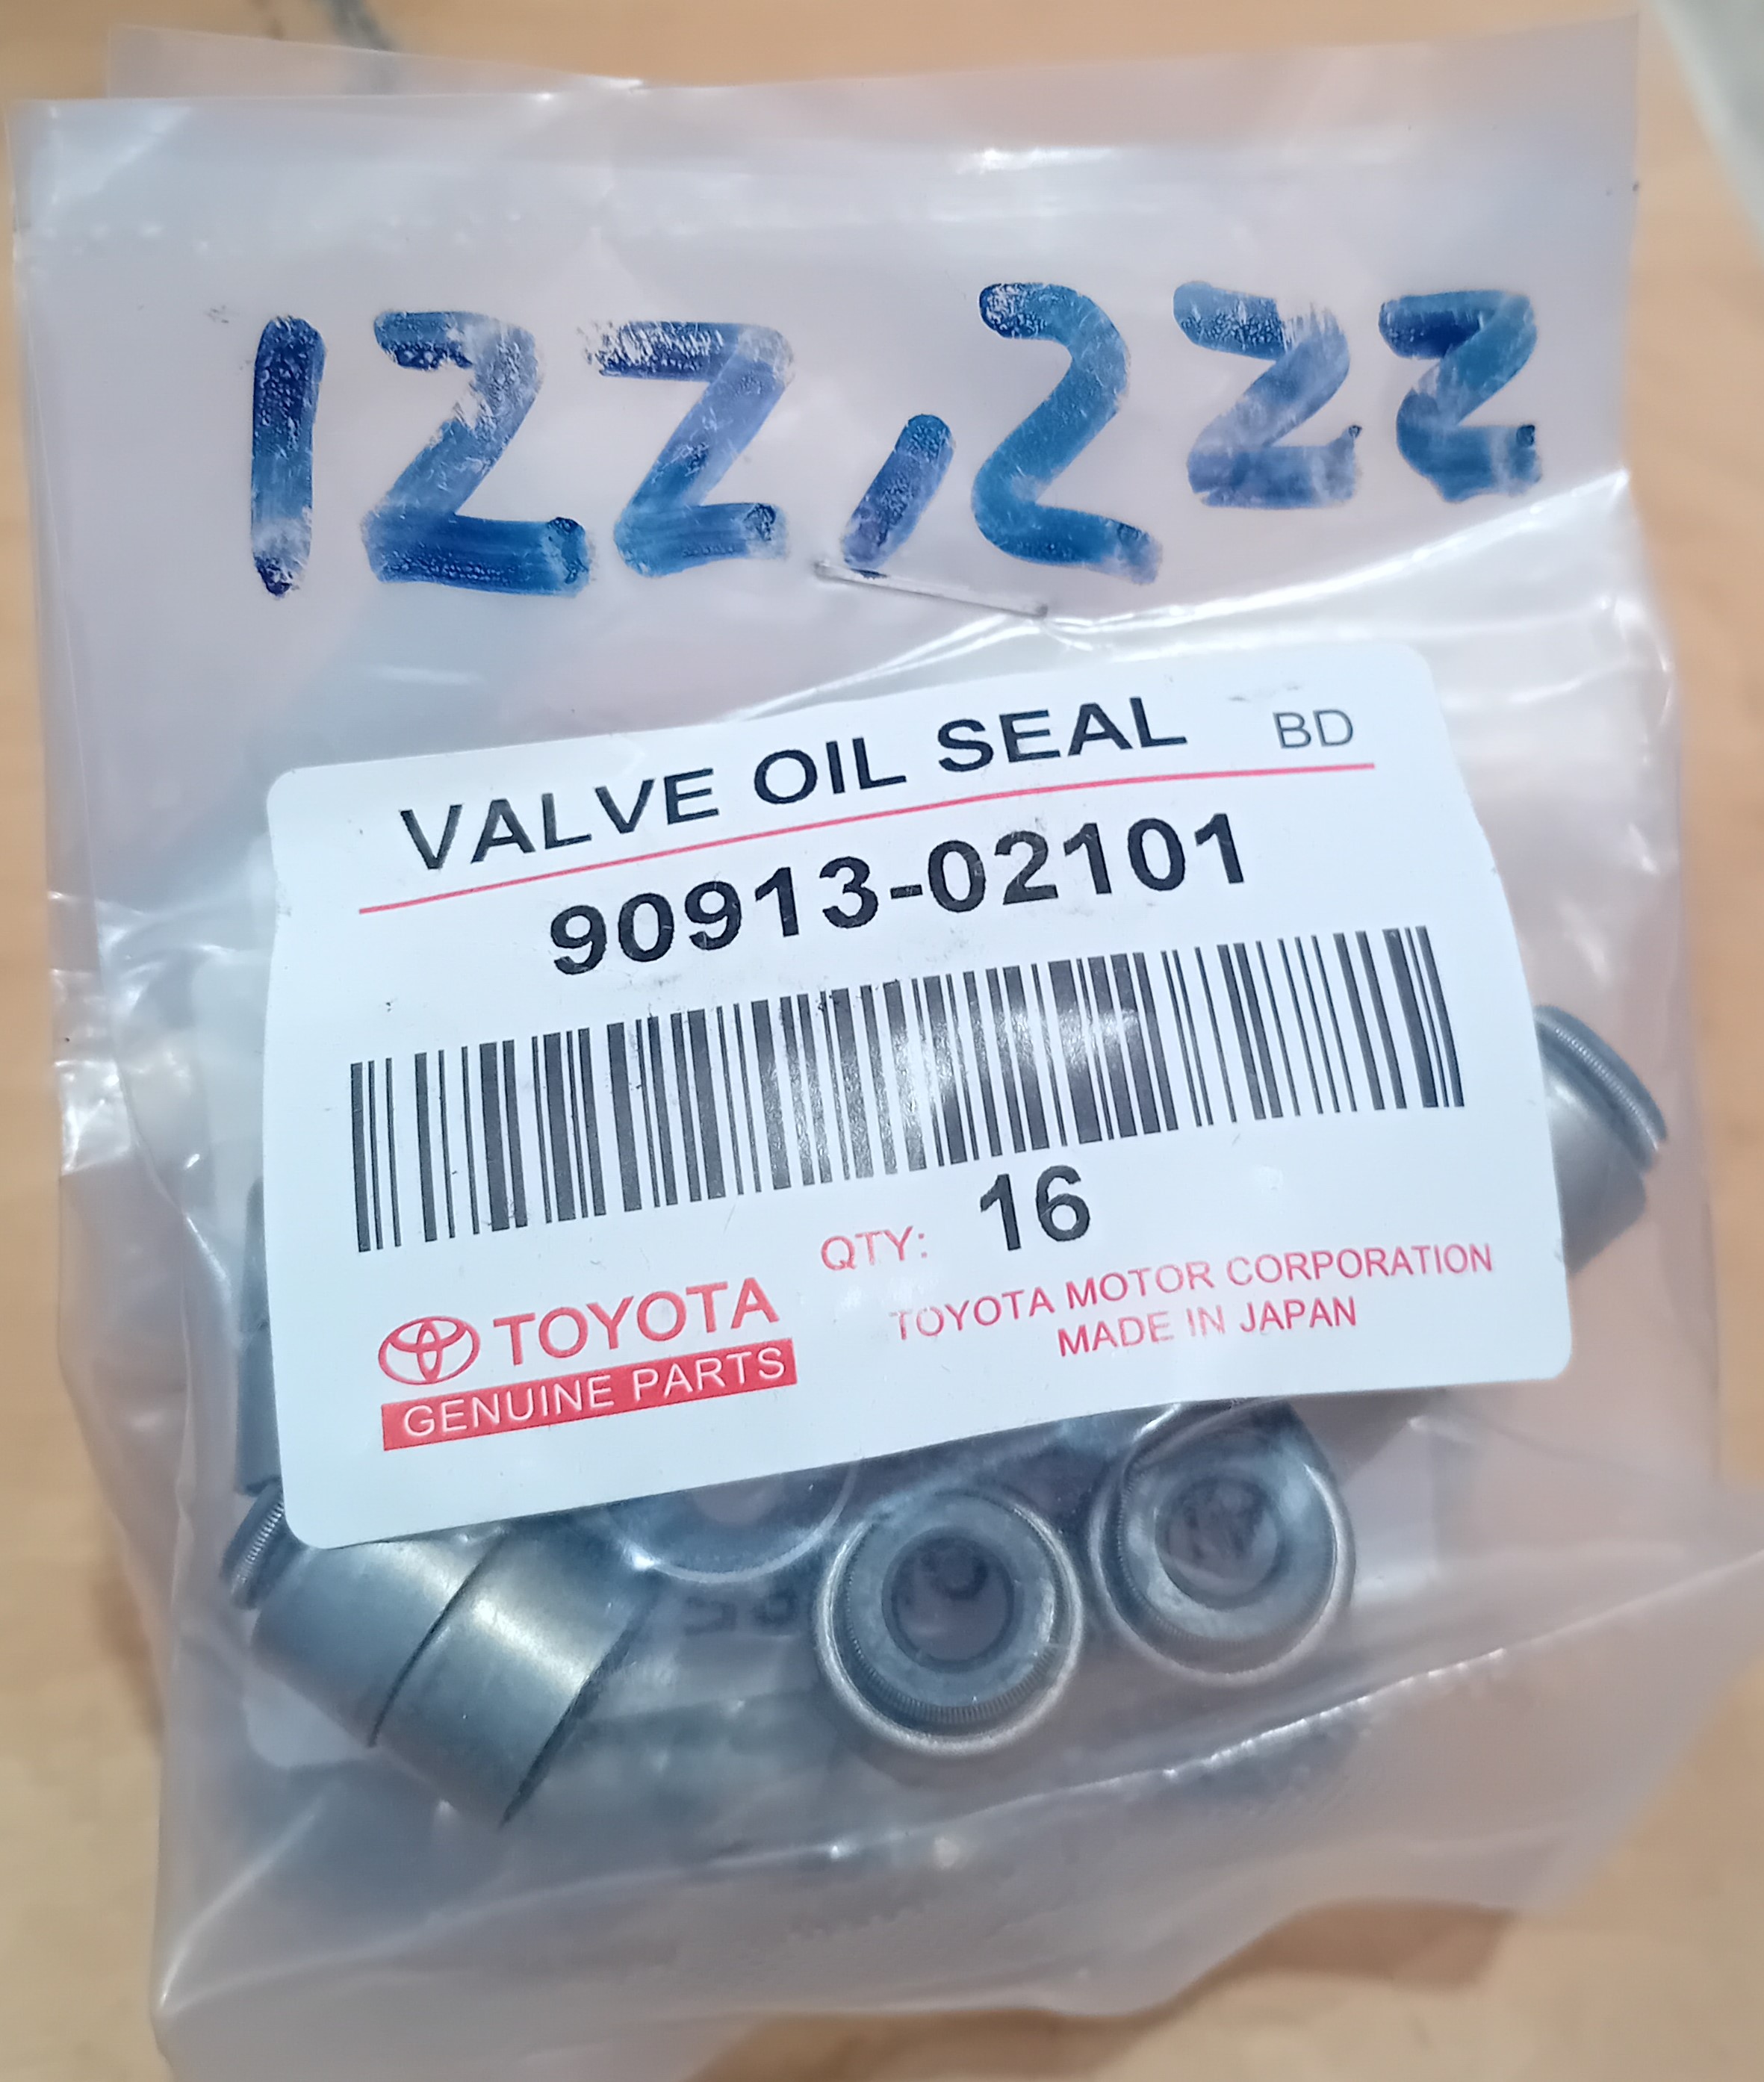 1ZZ,2ZZ
VALVE OIL SEAL BD
90913-02101
QTY: 16
TOYOTA
GENUINE PARTS
TOYOTA MOTOR CORPORATION
MADE IN JAPAN